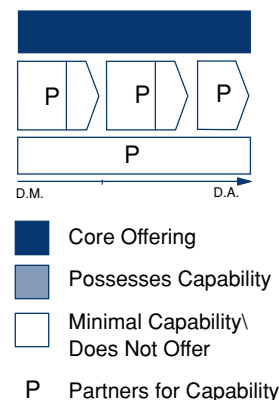 P P P
P
D.M. D.A.
Core Offering
Possesses Capability
Minimal Capability\
Does Not Offer
P Partners for Capability